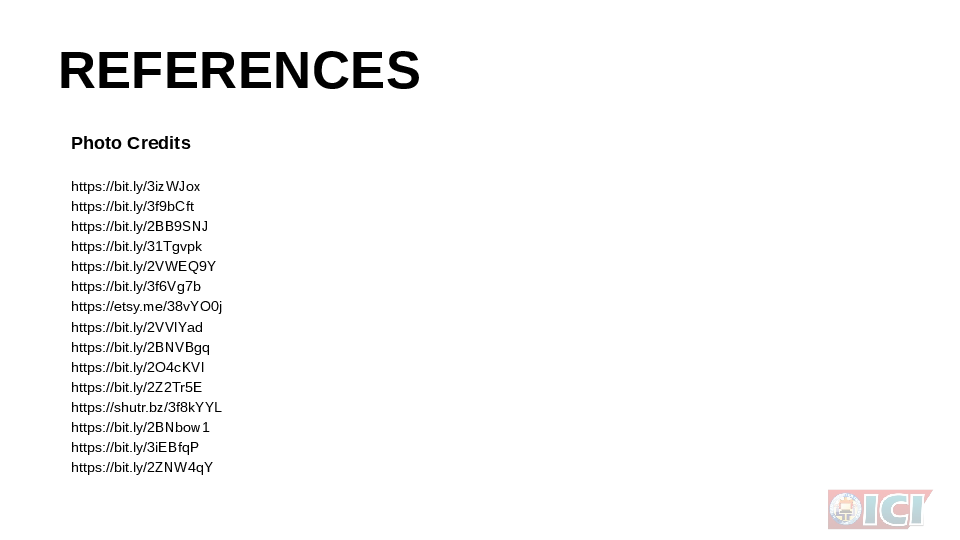 REFERENCES
Photo Credits
https://bit.ly/3izWJox
https://bit.ly/3f9bCft
https://bit.ly/2BB9SNJ
https://bit.ly/31Tgvpk
https://bit.ly/2VWEQ9Y
https://bit.ly/3f6Vg7b
https://etsy.me/38vYO0j
https://bit.ly/2VVlYad
https://bit.ly/2BNVBgq
https://bit.ly/2O4cKVl
https://bit.ly/2Z2Tr5E
https://shutr.bz/3f8kYYL
https://bit.ly/2BNbow1
https://bit.ly/3iEBfqP
https://bit.ly/2ZNW4qY
ICI